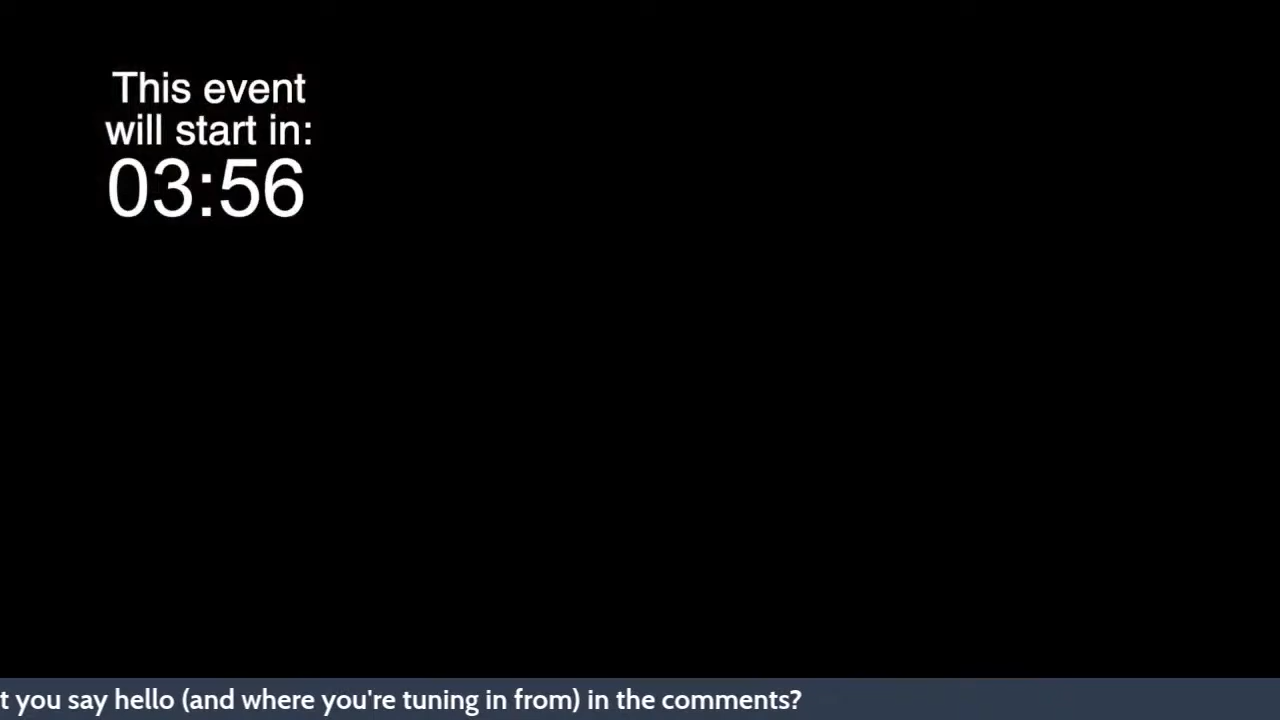 This event
will start in:
03:56
t you say hello (and where you're tuning in from) in the comments?